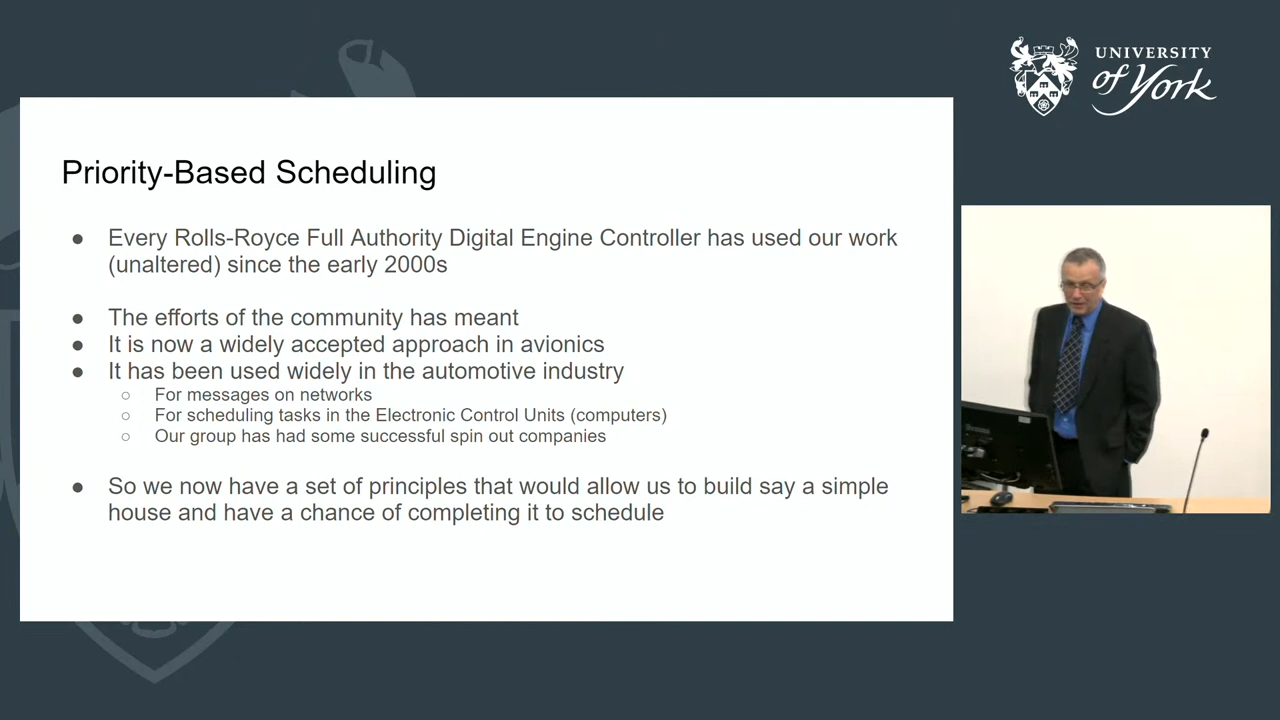 UNIVERSITY
of York
Priority-Based Scheduling
● Every Rolls-Royce Full Authority Digital Engine Controller has used our work
(unaltered) since the early 2000s
● The efforts of the community has meant
● It is now a widely accepted approach in avionics
● It has been used widely in the automotive industry
○ For messages on networks
○ For scheduling tasks in the Electronic Control Units (computers)
○ Our group has had some successful spin out companies
● So we now have a set of principles that would allow us to build say a simple
house and have a chance of completing it to schedule